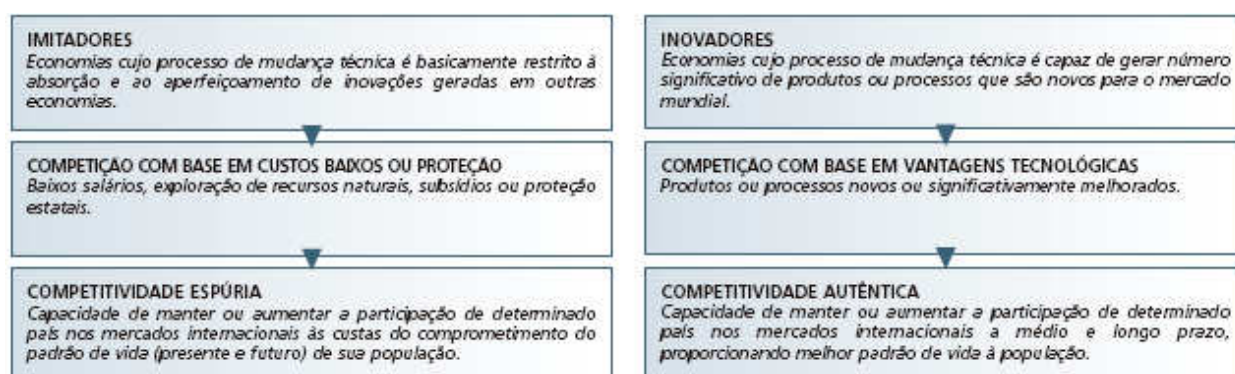 IMITADORES
Economias cujo processo de mudança técnica é basicamente restrito à
absorção e ao aperfeiçoamento de inovações geradas em outras
economias.
COMPETIÇÃO COM BASE EM CUSTOS BAIXOS OU PROTEÇÃO
Baixos salários, exploração de recursos naturais, subsídios ou proteção
estatais.
COMPETITIVIDADE ESPÚRIA
Capacidade de manter ou aumentar a participação de determinado
país nos mercados internacionais às custas do comprometimento do
padrão de vida (presente e futuro) de sua população.
INOVADORES
Economias cujo processo de mudança técnica é capaz de gerar número
significativo de produtos ou processos que são novos para o mercado
mundial.
COMPETIÇÃO COM BASE EM VANTAGENS TECNOLÓGICAS
Produtos ou processos novos ou significativamente melhorados.
COMPETITIVIDADE AUTÊNTICA
Capacidade de manter ou aumentar a participação de determinado
país nos mercados internacionais a médio e longo prazo,
proporcionando melhor padrão de vida à população.